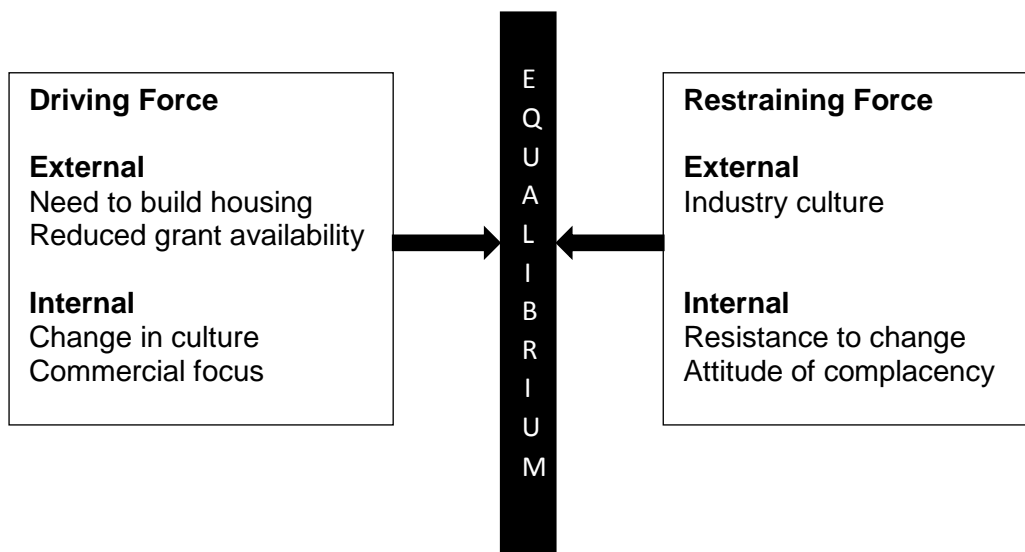 Driving Force
External
Need to build housing
Reduced grant availability
Internal
Change in culture
Commercial focus
E
Q
U
A
L
I
B
R
I
U
M
Restraining Force
External
Industry culture
Internal
Resistance to change
Attitude of complacency